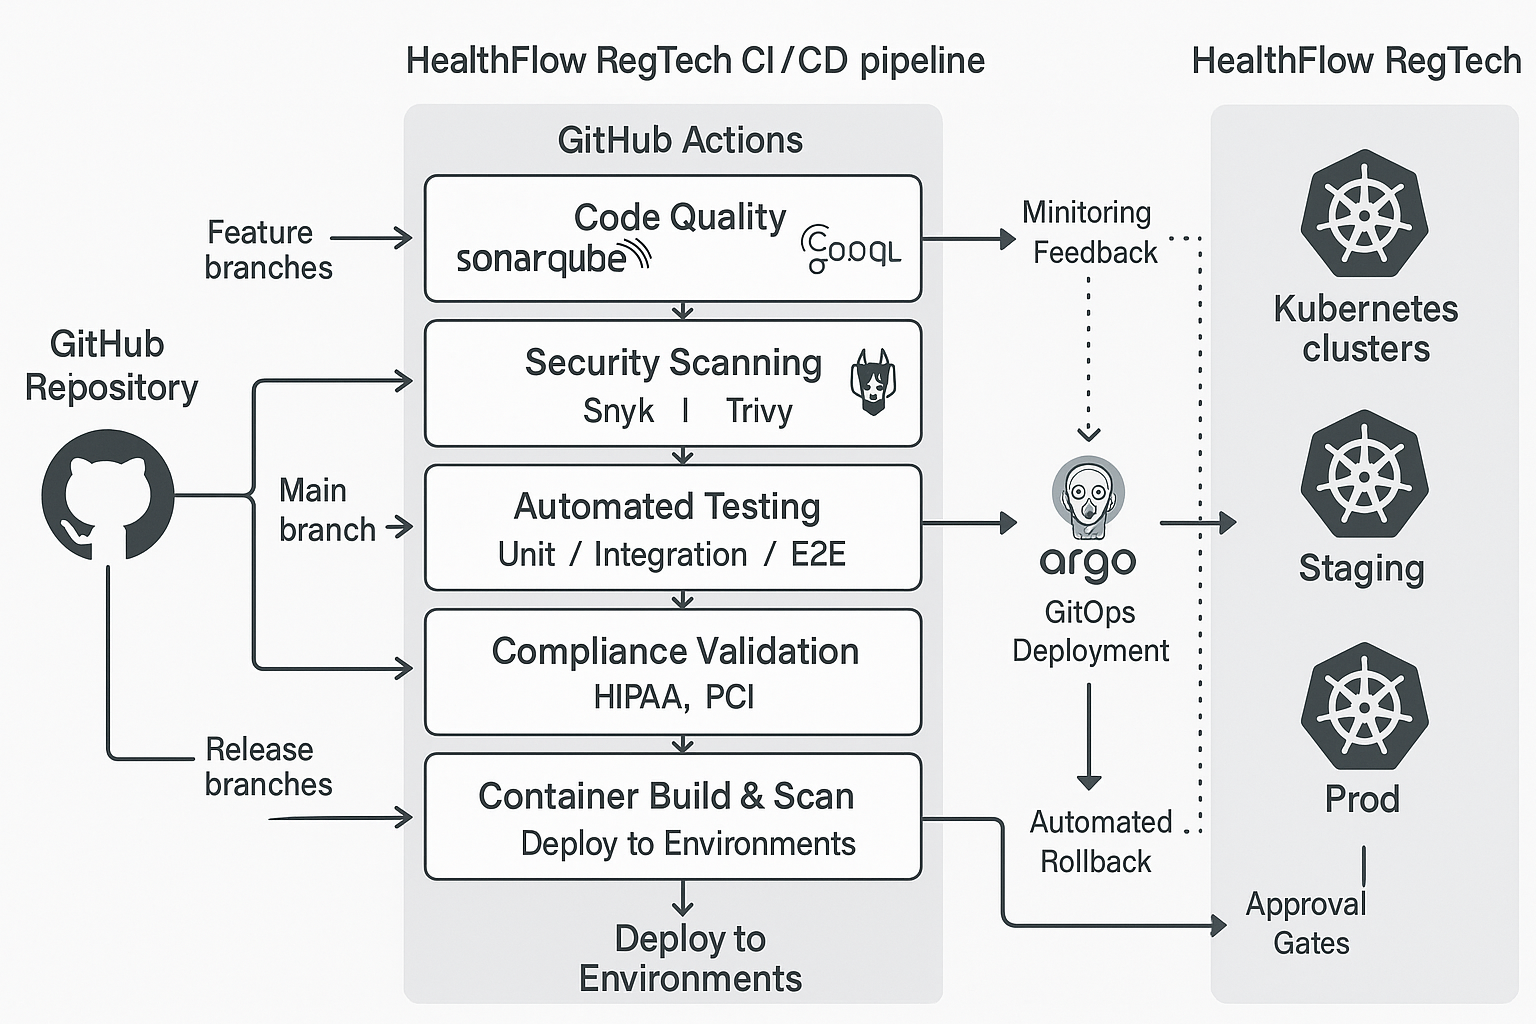 HealthFlow RegTech CI/CD pipeline
HealthFlow RegTech
GitHub Actions
Feature
branches
Code Quality
sonarqube
Minitoring
Feedback
GitHub
Repository
Security Scanning
Snyk | Trivy
Main
branch
Automated Testing
Unit / Integration / E2E
argo
GitOps
Deployment
Compliance Validation
HIPAA, PCI
Release
branches
Container Build & Scan
Deploy to Environments
Automated
Rollback
Deploy to
Environments
Kubernetes
clusters
Staging
Prod
Approval
Gates